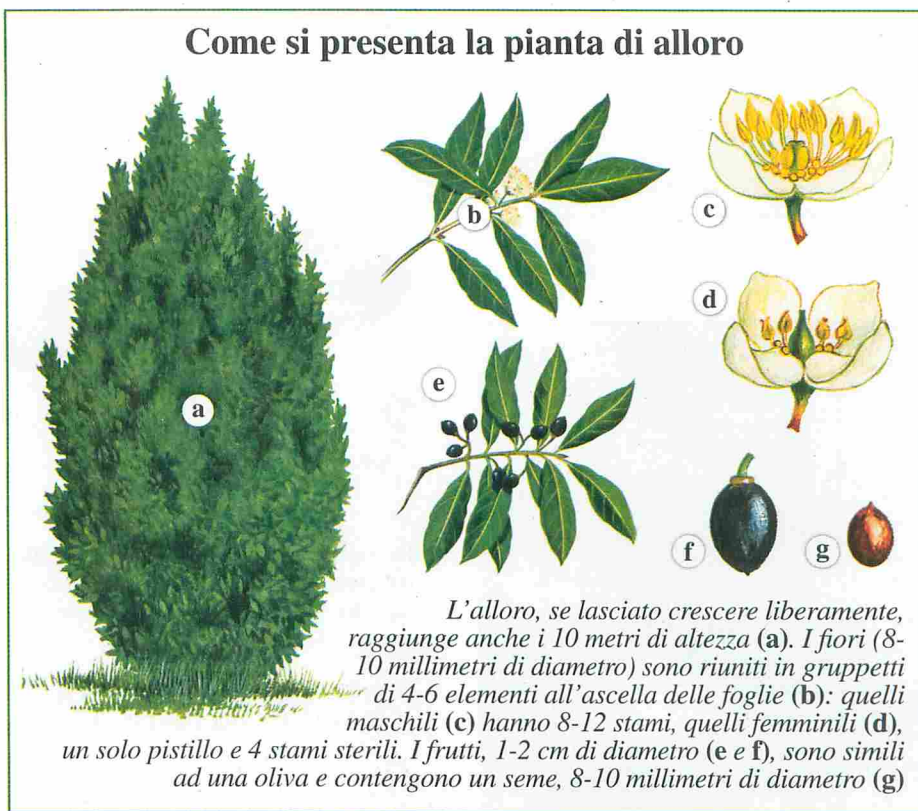 Come si presenta la pianta di alloro
a
b
c
d
e
f
g
L'alloro, se lasciato crescere liberamente,
raggiunge anche i 10 metri di altezza (a). I fiori (8-
10 millimetri di diametro) sono riuniti in gruppetti
di 4-6 elementi all'ascella delle foglie (b): quelli
maschili (c) hanno 8-12 stami, quelli femminili (d),
un solo pistillo e 4 stami sterili. I frutti, 1-2 cm di diametro (e e f), sono simili
ad una oliva e contengono un seme, 8-10 millimetri di diametro (g)